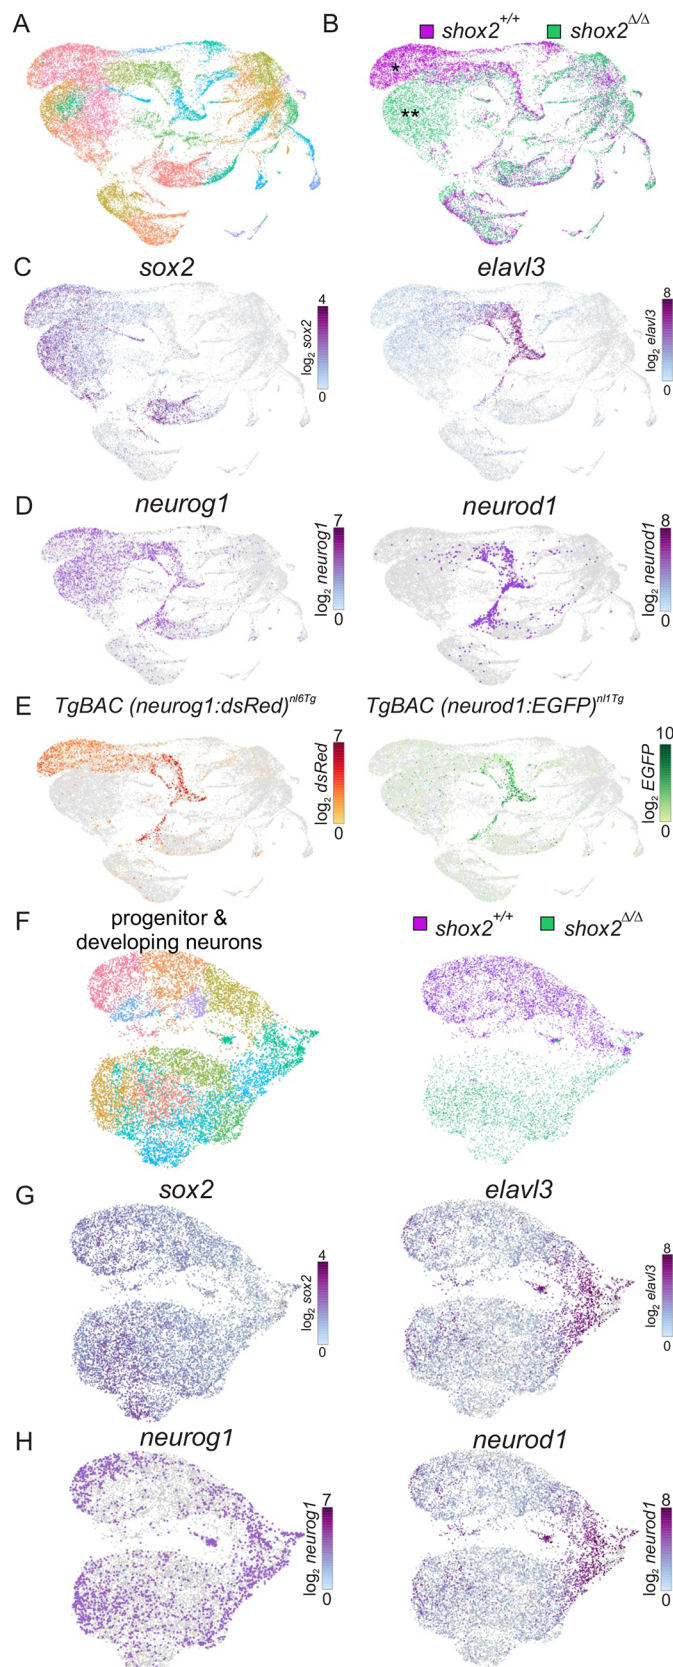 A
B
shox2+/+
shox2Δ/Δ
*
**
C
sox2
elavl3
4
log2 sox2
0
8
log2 elavl3
0
D
neurog1
neurod1
7
log2 neurog1
0
8
log2 neurod1
0
E
TgBAC (neurog1:dsRed)nl6Tg
TgBAC (neurod1:EGFP)nl1Tg
7
log2 dsRed
0
10
log2 EGFP
0
F
progenitor &
developing neurons
shox2+/+
shox2Δ/Δ
G
sox2
elavl3
4
log2 sox2
0
8
log2 elavl3
0
H
neurog1
neurod1
7
log2 neurog1
0
8
log2 neurod1
0